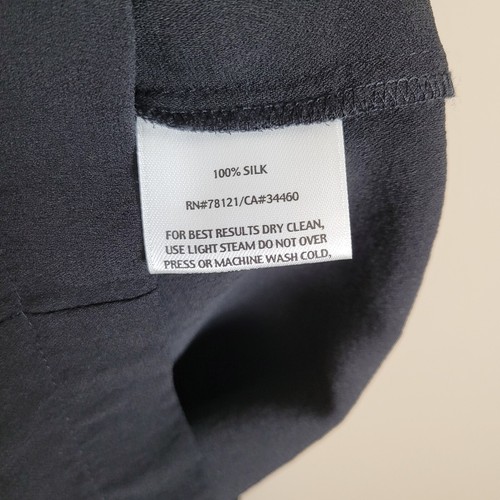 100% SILK
RN#78121/CA#34460
FOR BEST RESULTS DRY CLEAN,
USE LIGHT STEAM DO NOT OVER
PRESS OR MACHINE WASH COLD,